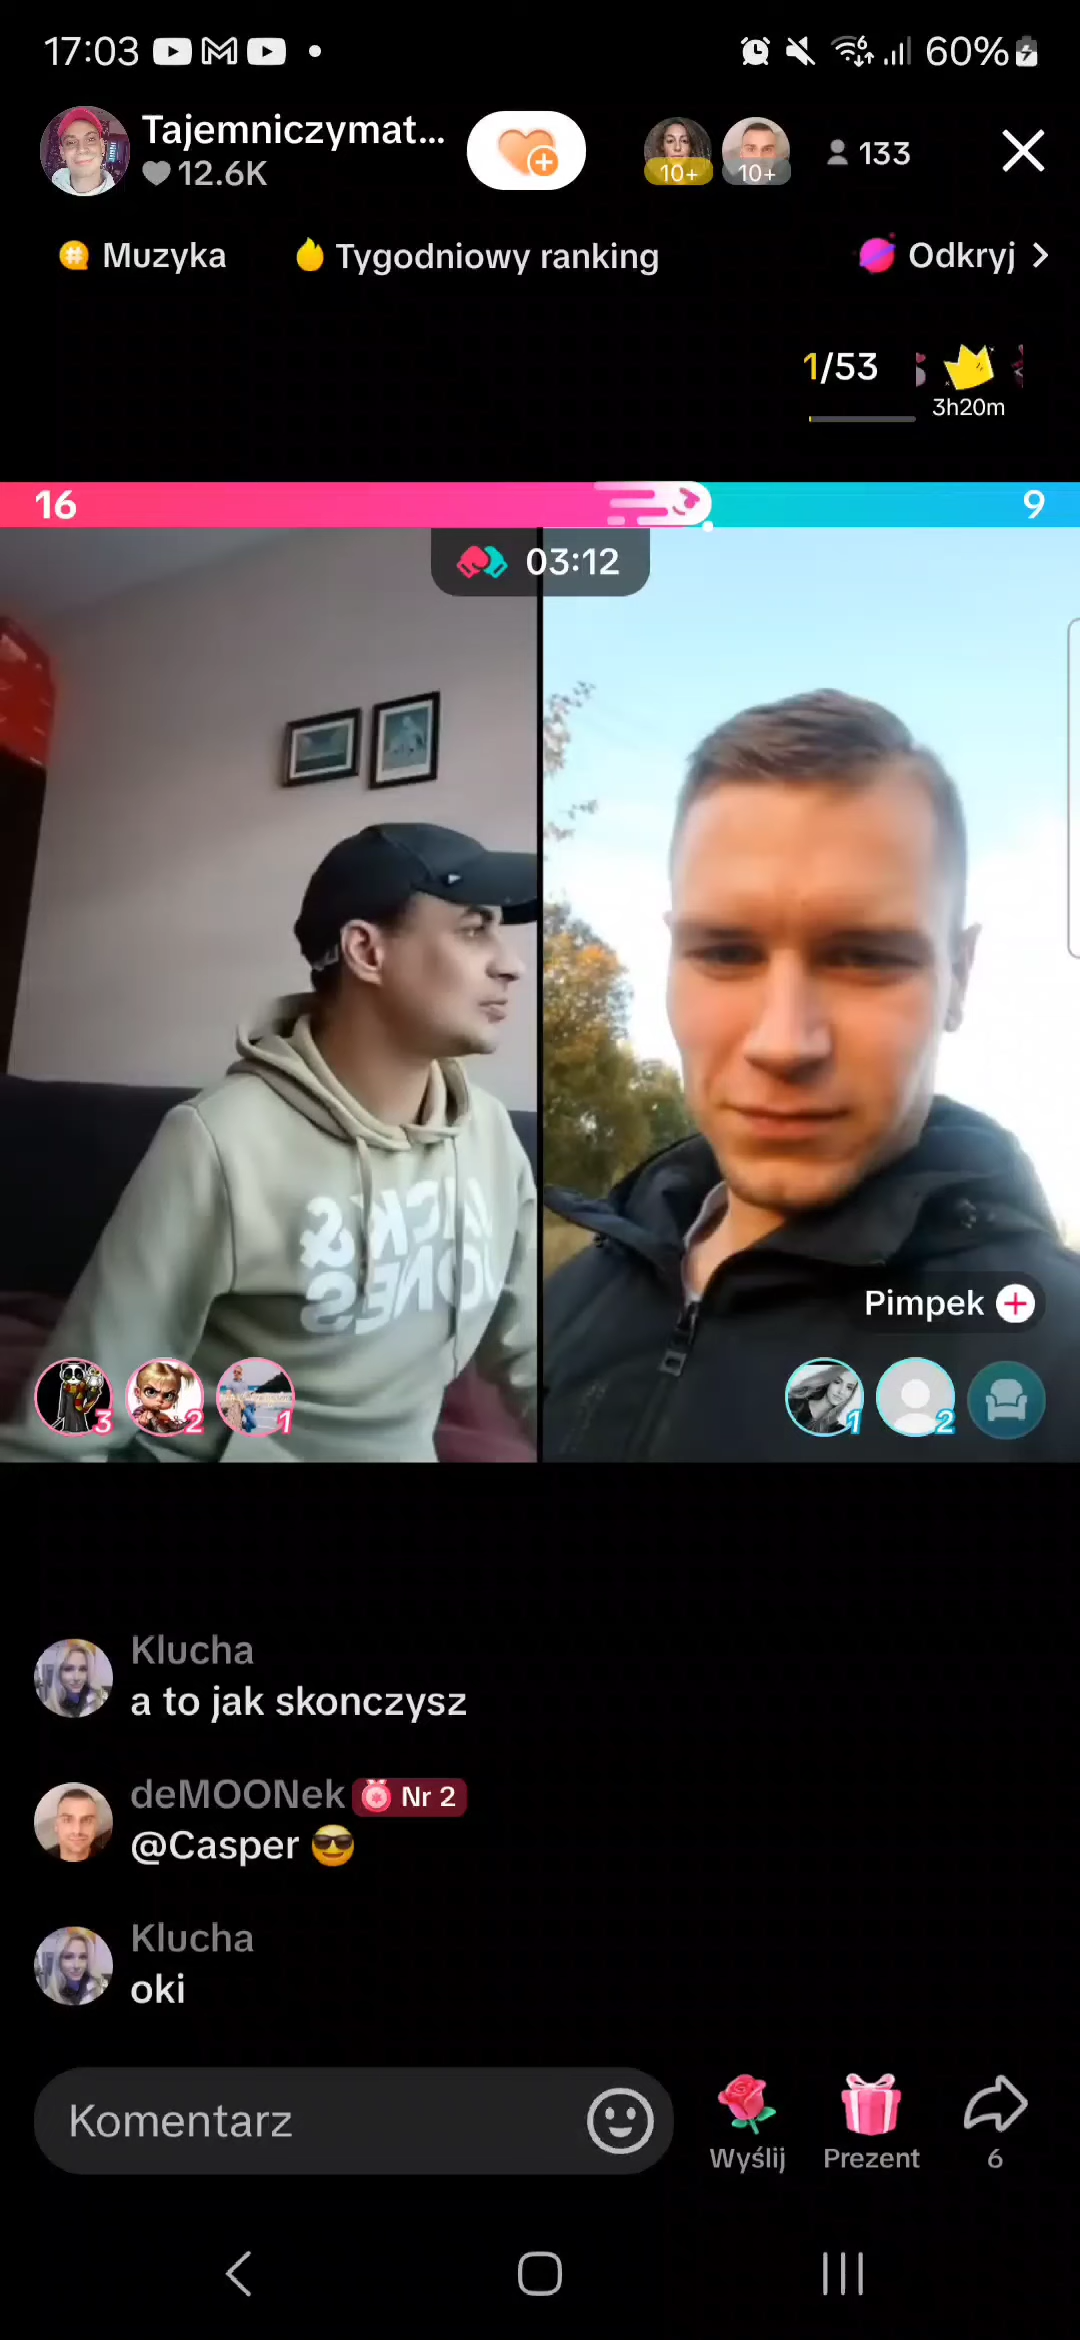 17:03
60%
Tajemniczymat...
12.6K
10+
10+
133
Muzyka
Tygodniowy ranking
Odkryj
1/53
3h20m
16
9
03:12
JACK &
JONES
Pimpek
3
2
1
1
2
Klucha
a to jak skonczysz
deMOONek Nr 2
@Casper 😎
Klucha
oki
Komentarz
Wyślij
Prezent
6